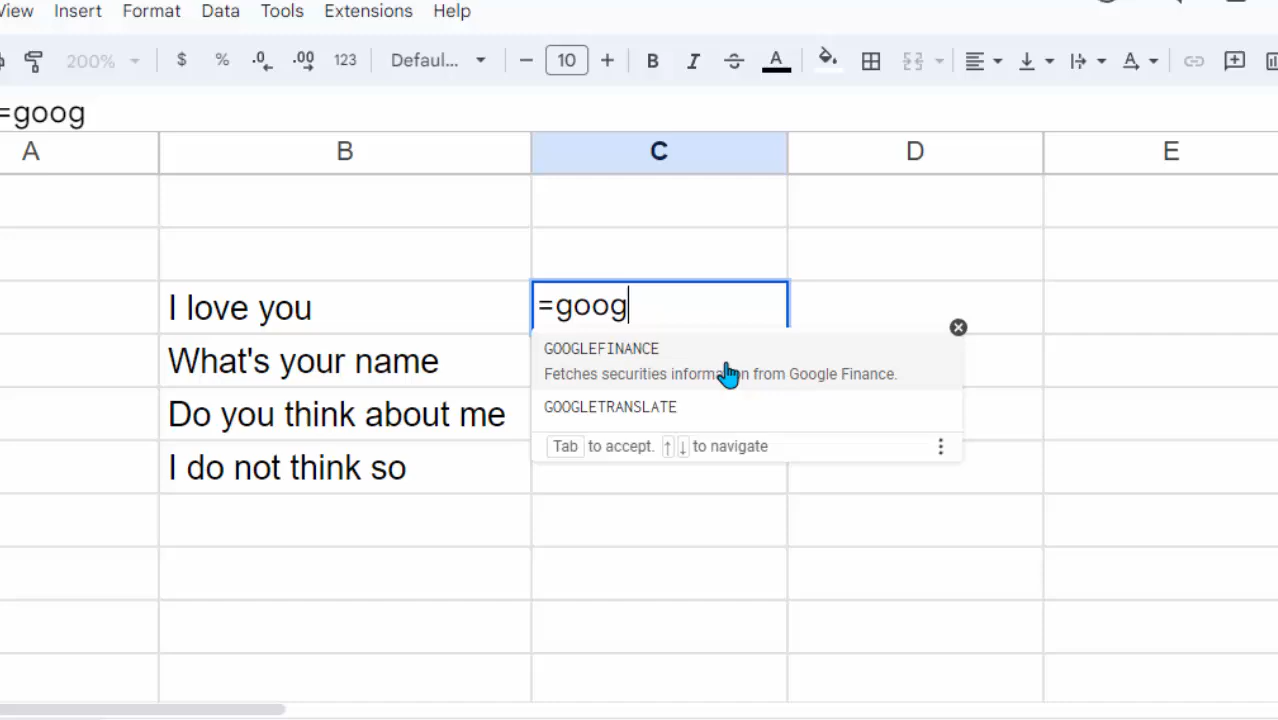 View Insert Format Data Tools Extensions Help
200% $ % .0 .00 123 Defaul... − 10 + B I A
=goog
A B C D E
I love you =goog
GOOGLEFINANCE
What's your name
Fetches securities information from Google Finance.
GOOGLETRANSLATE
Do you think about me
Tab to accept. ↑ ↓ to navigate
I do not think so